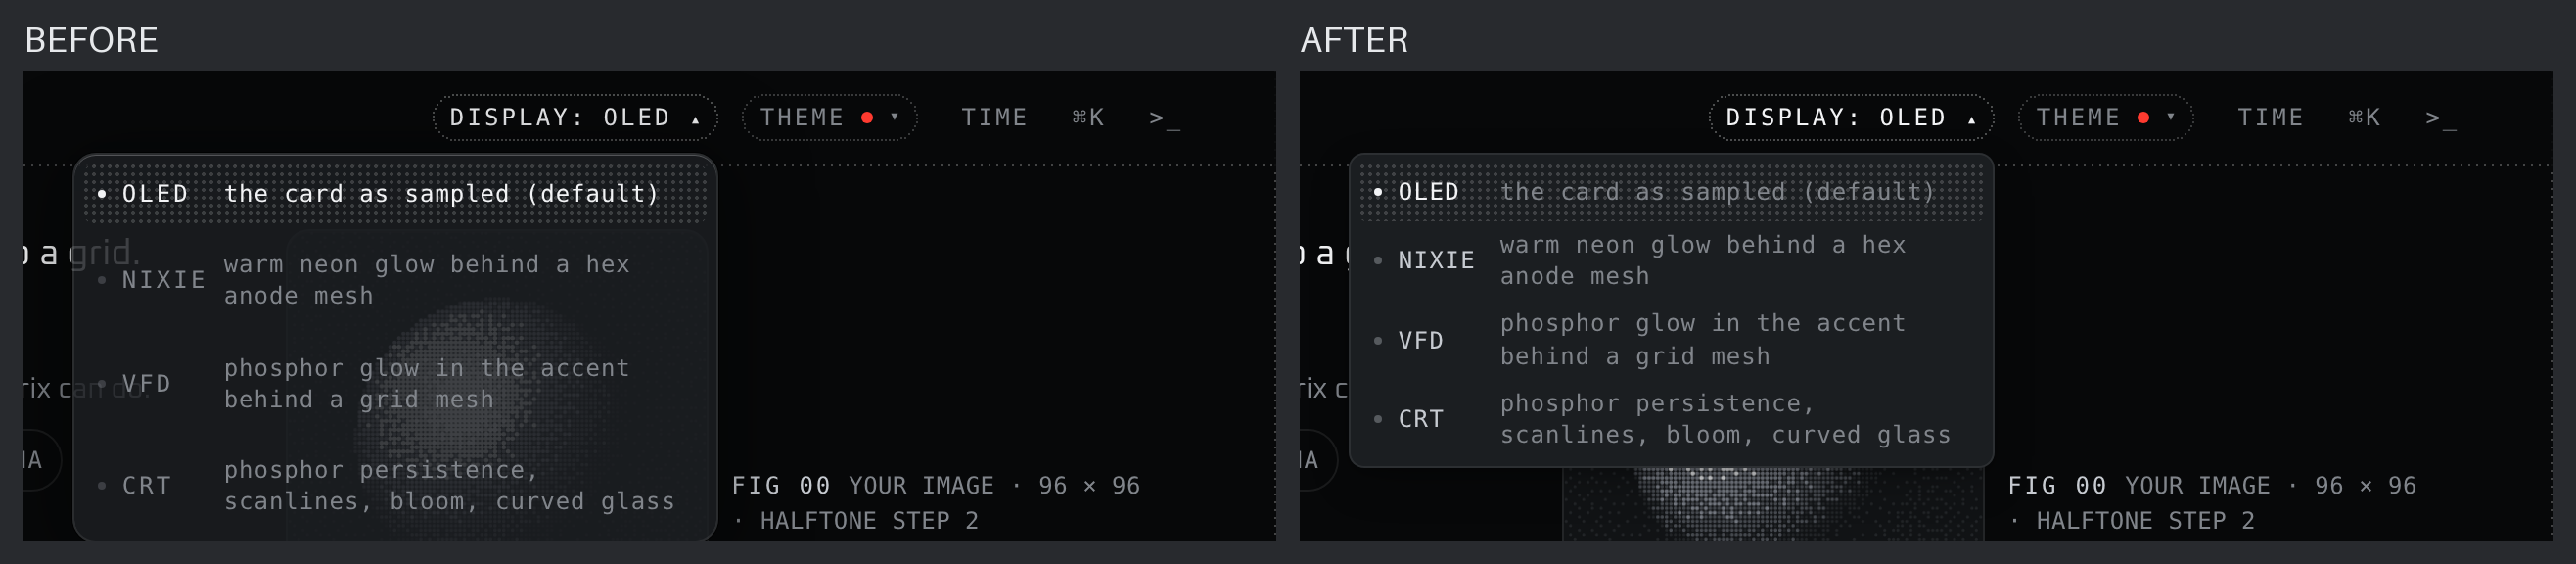 BEFORE
DISPLAY: OLED ▴ THEME ● ▾ TIME ⌘K >_
• OLED the card as sampled (default)
a grid.
• NIXIE warm neon glow behind a hex
anode mesh
• VFD phosphor glow in the accent
behind a grid mesh
• CRT phosphor persistence,
scanlines, bloom, curved glass
FIG 00 YOUR IMAGE · 96 × 96
· HALFTONE STEP 2
AFTER
DISPLAY: OLED ▴ THEME ● ▾ TIME ⌘K >_
• OLED the card as sampled (default)
a
• NIXIE warm neon glow behind a hex
anode mesh
• VFD phosphor glow in the accent
behind a grid mesh
• CRT phosphor persistence,
scanlines, bloom, curved glass
FIG 00 YOUR IMAGE · 96 × 96
· HALFTONE STEP 2